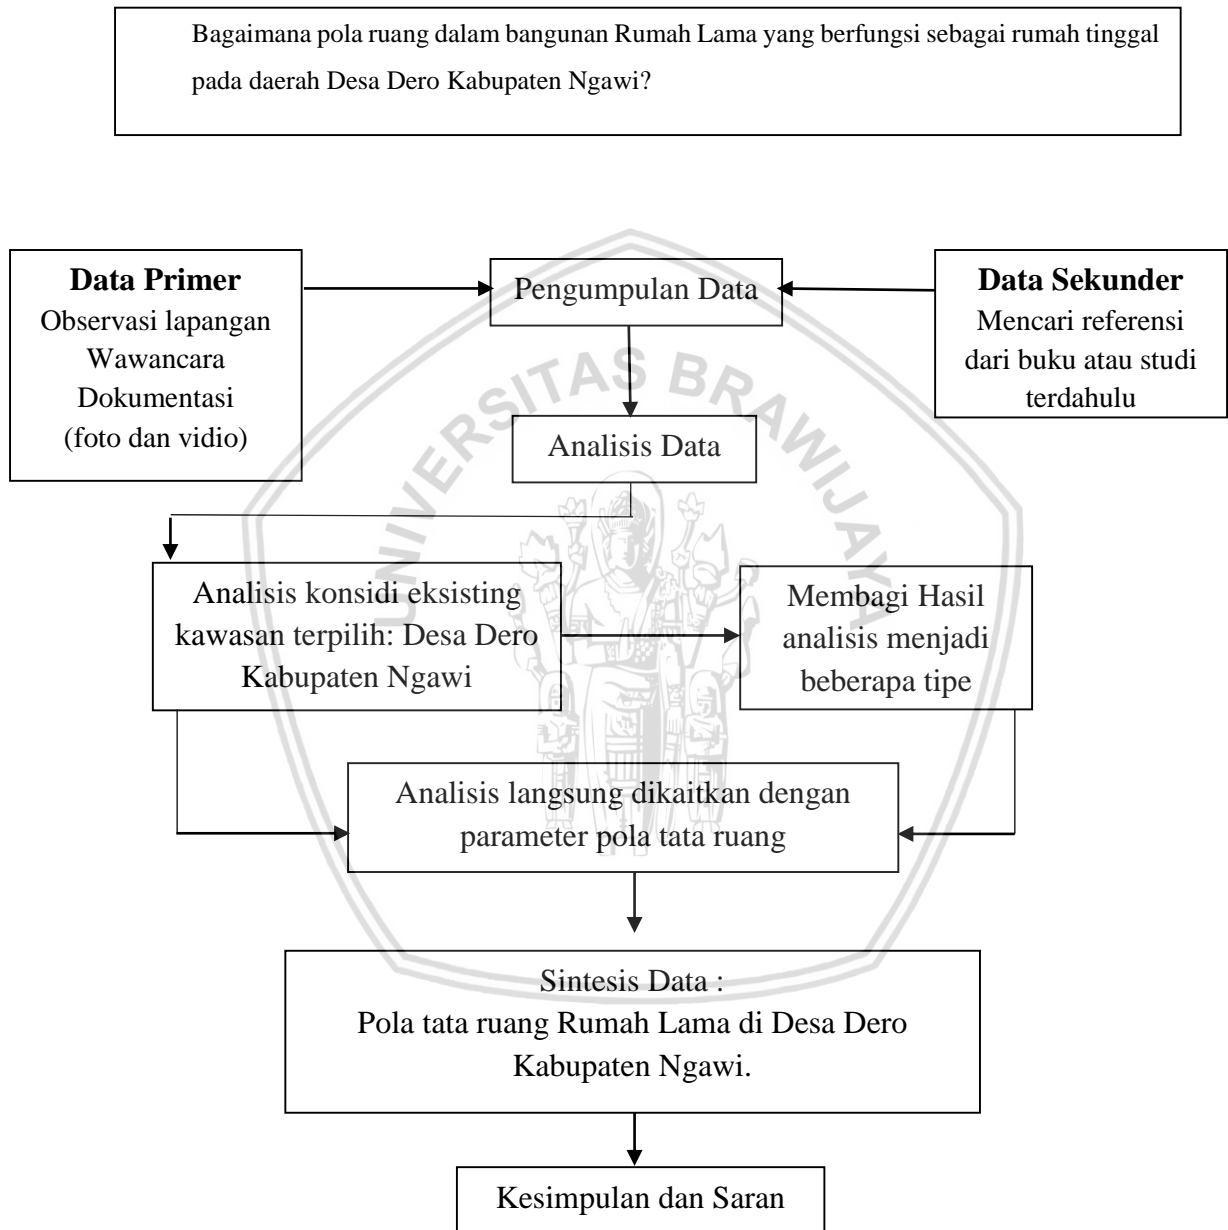 Bagaimana pola ruang dalam bangunan Rumah Lama yang berfungsi sebagai rumah tinggal
pada daerah Desa Dero Kabupaten Ngawi?
Data Primer
Observasi lapangan
Wawancara
Dokumentasi
(foto dan vidio)
Pengumpulan Data
Data Sekunder
Mencari referensi
dari buku atau studi
terdahulu
UNIVERSITAS BRAWIJAYA
Analisis Data
Analisis konsidi eksisting
kawasan terpilih: Desa Dero
Kabupaten Ngawi
Membagi Hasil
analisis menjadi
beberapa tipe
Analisis langsung dikaitkan dengan
parameter pola tata ruang
Sintesis Data :
Pola tata ruang Rumah Lama di Desa Dero
Kabupaten Ngawi.
Kesimpulan dan Saran